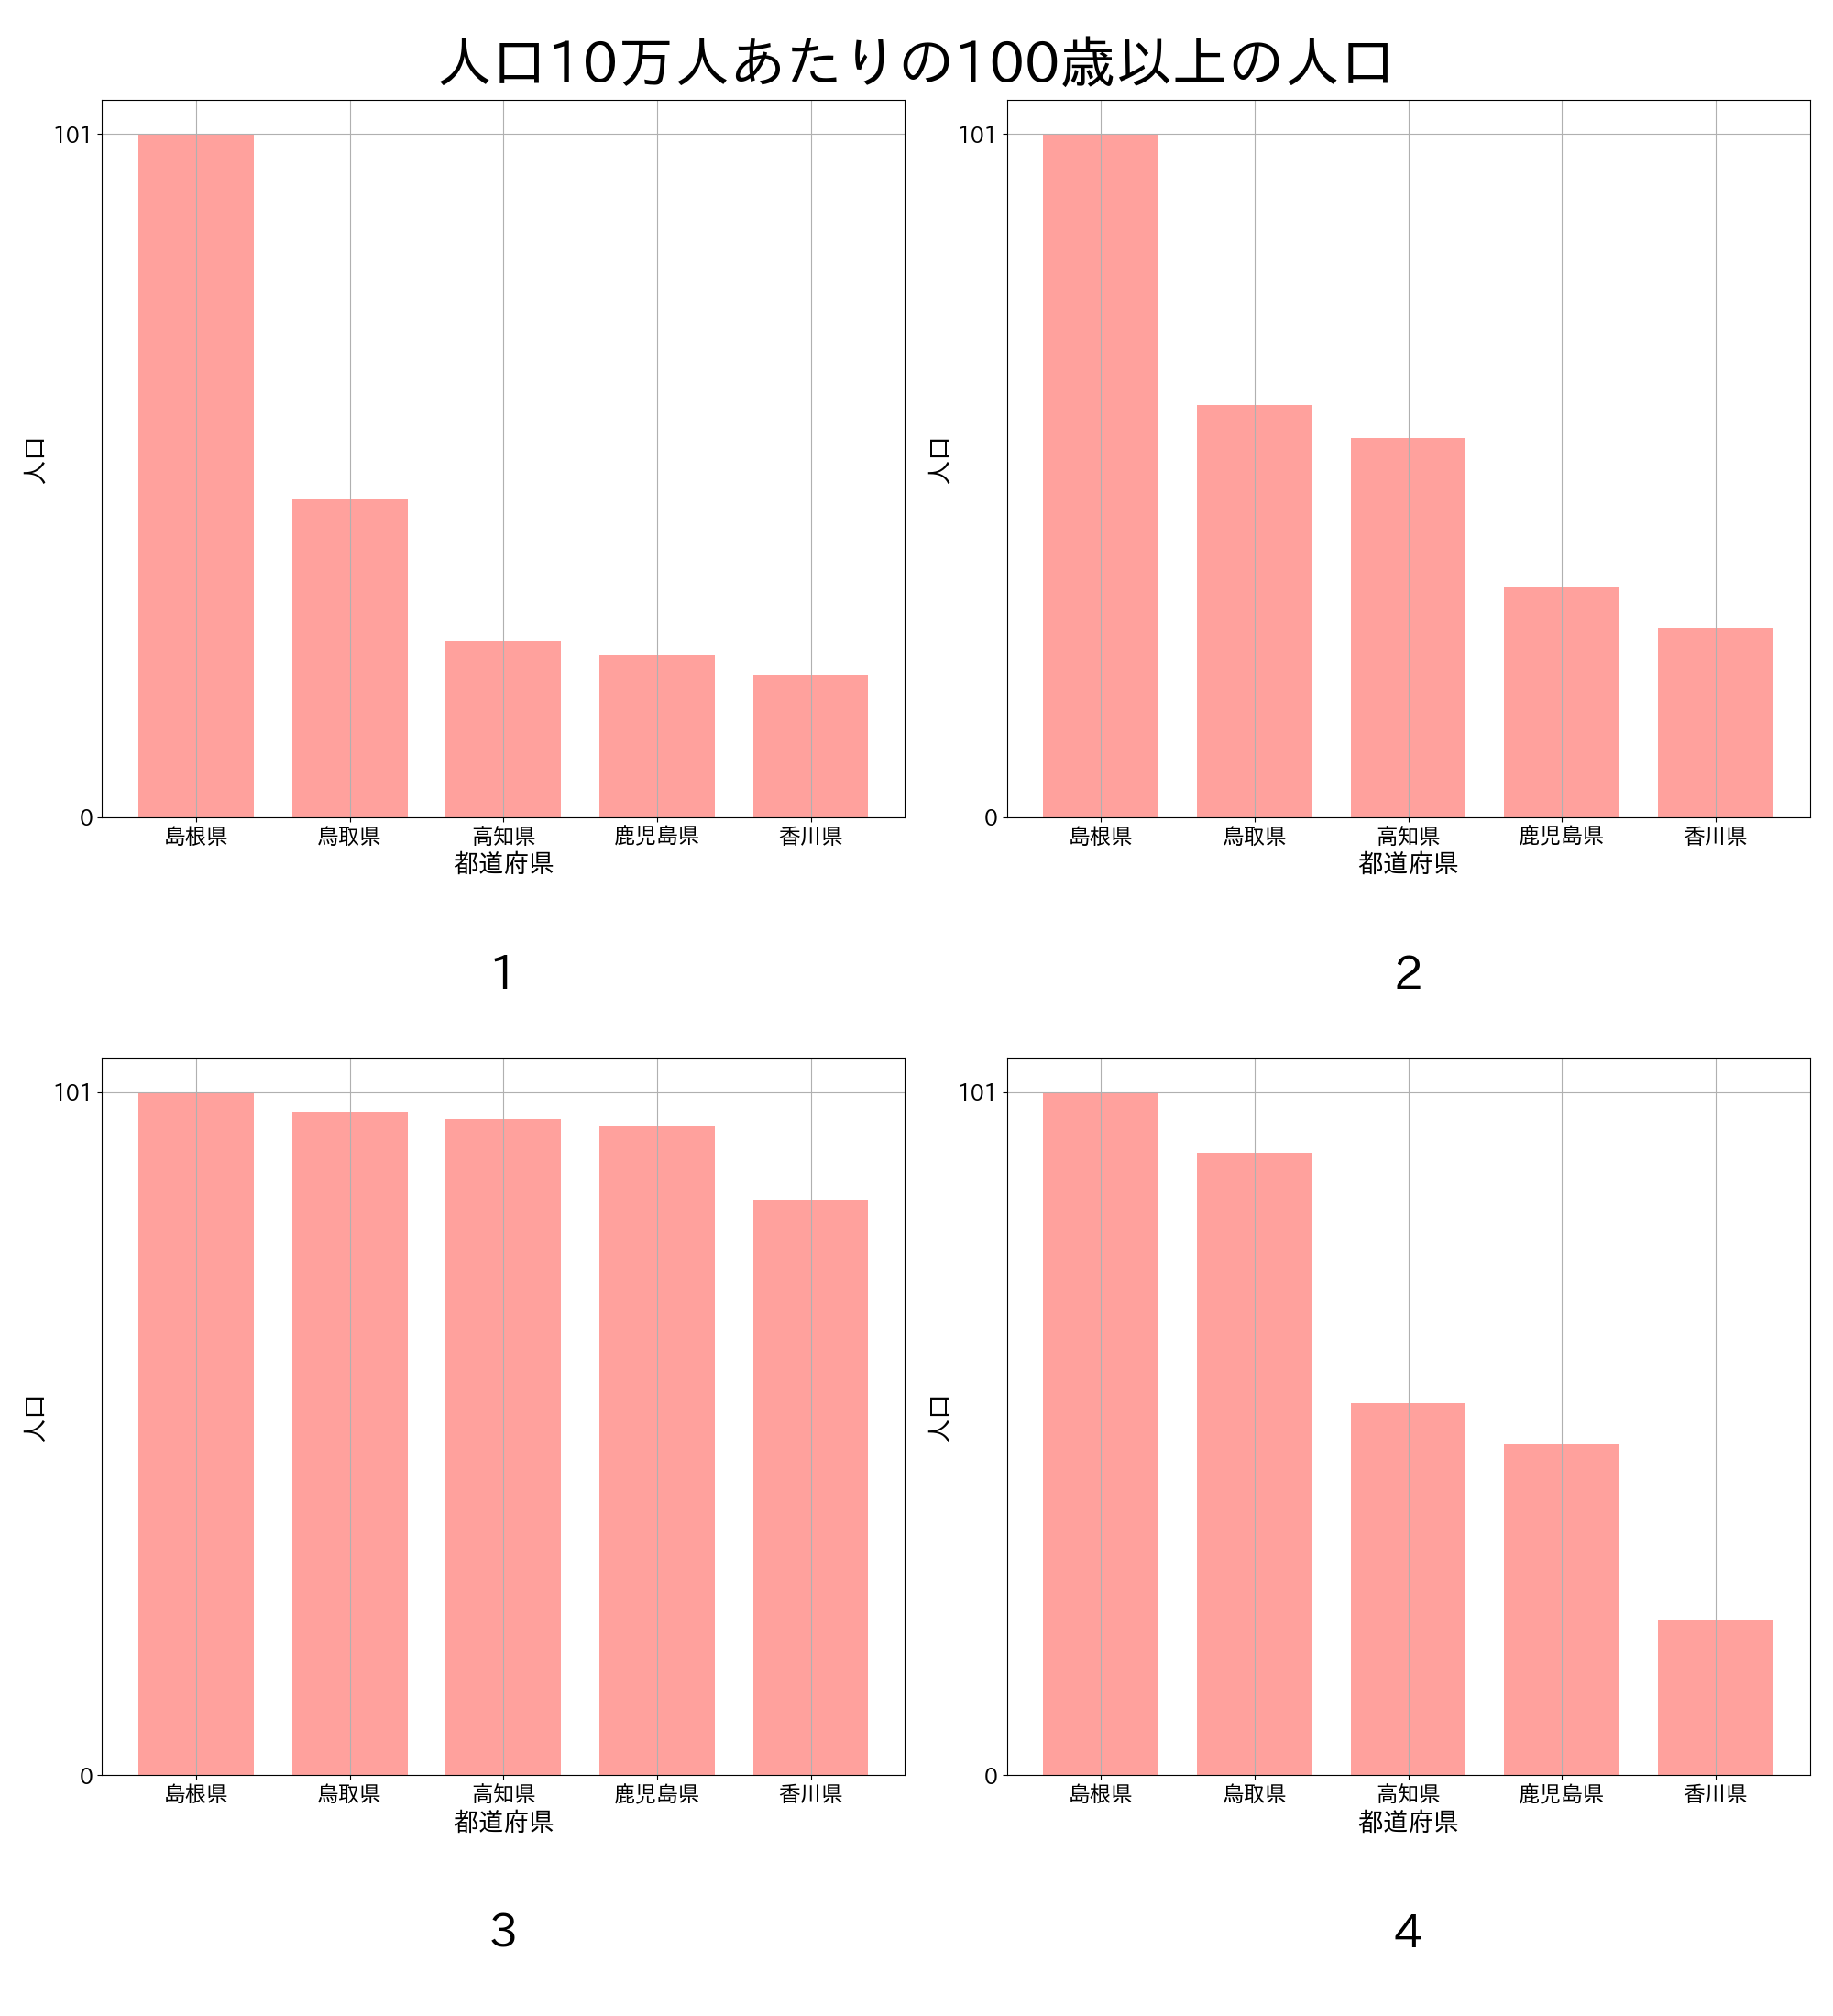 人口10万人あたりの100歳以上の人口
101
0
人口
島根県 鳥取県 高知県 鹿児島県 香川県
都道府県
1
101
0
人口
島根県 鳥取県 高知県 鹿児島県 香川県
都道府県
2
101
0
人口
島根県 鳥取県 高知県 鹿児島県 香川県
都道府県
3
101
0
人口
島根県 鳥取県 高知県 鹿児島県 香川県
都道府県
4